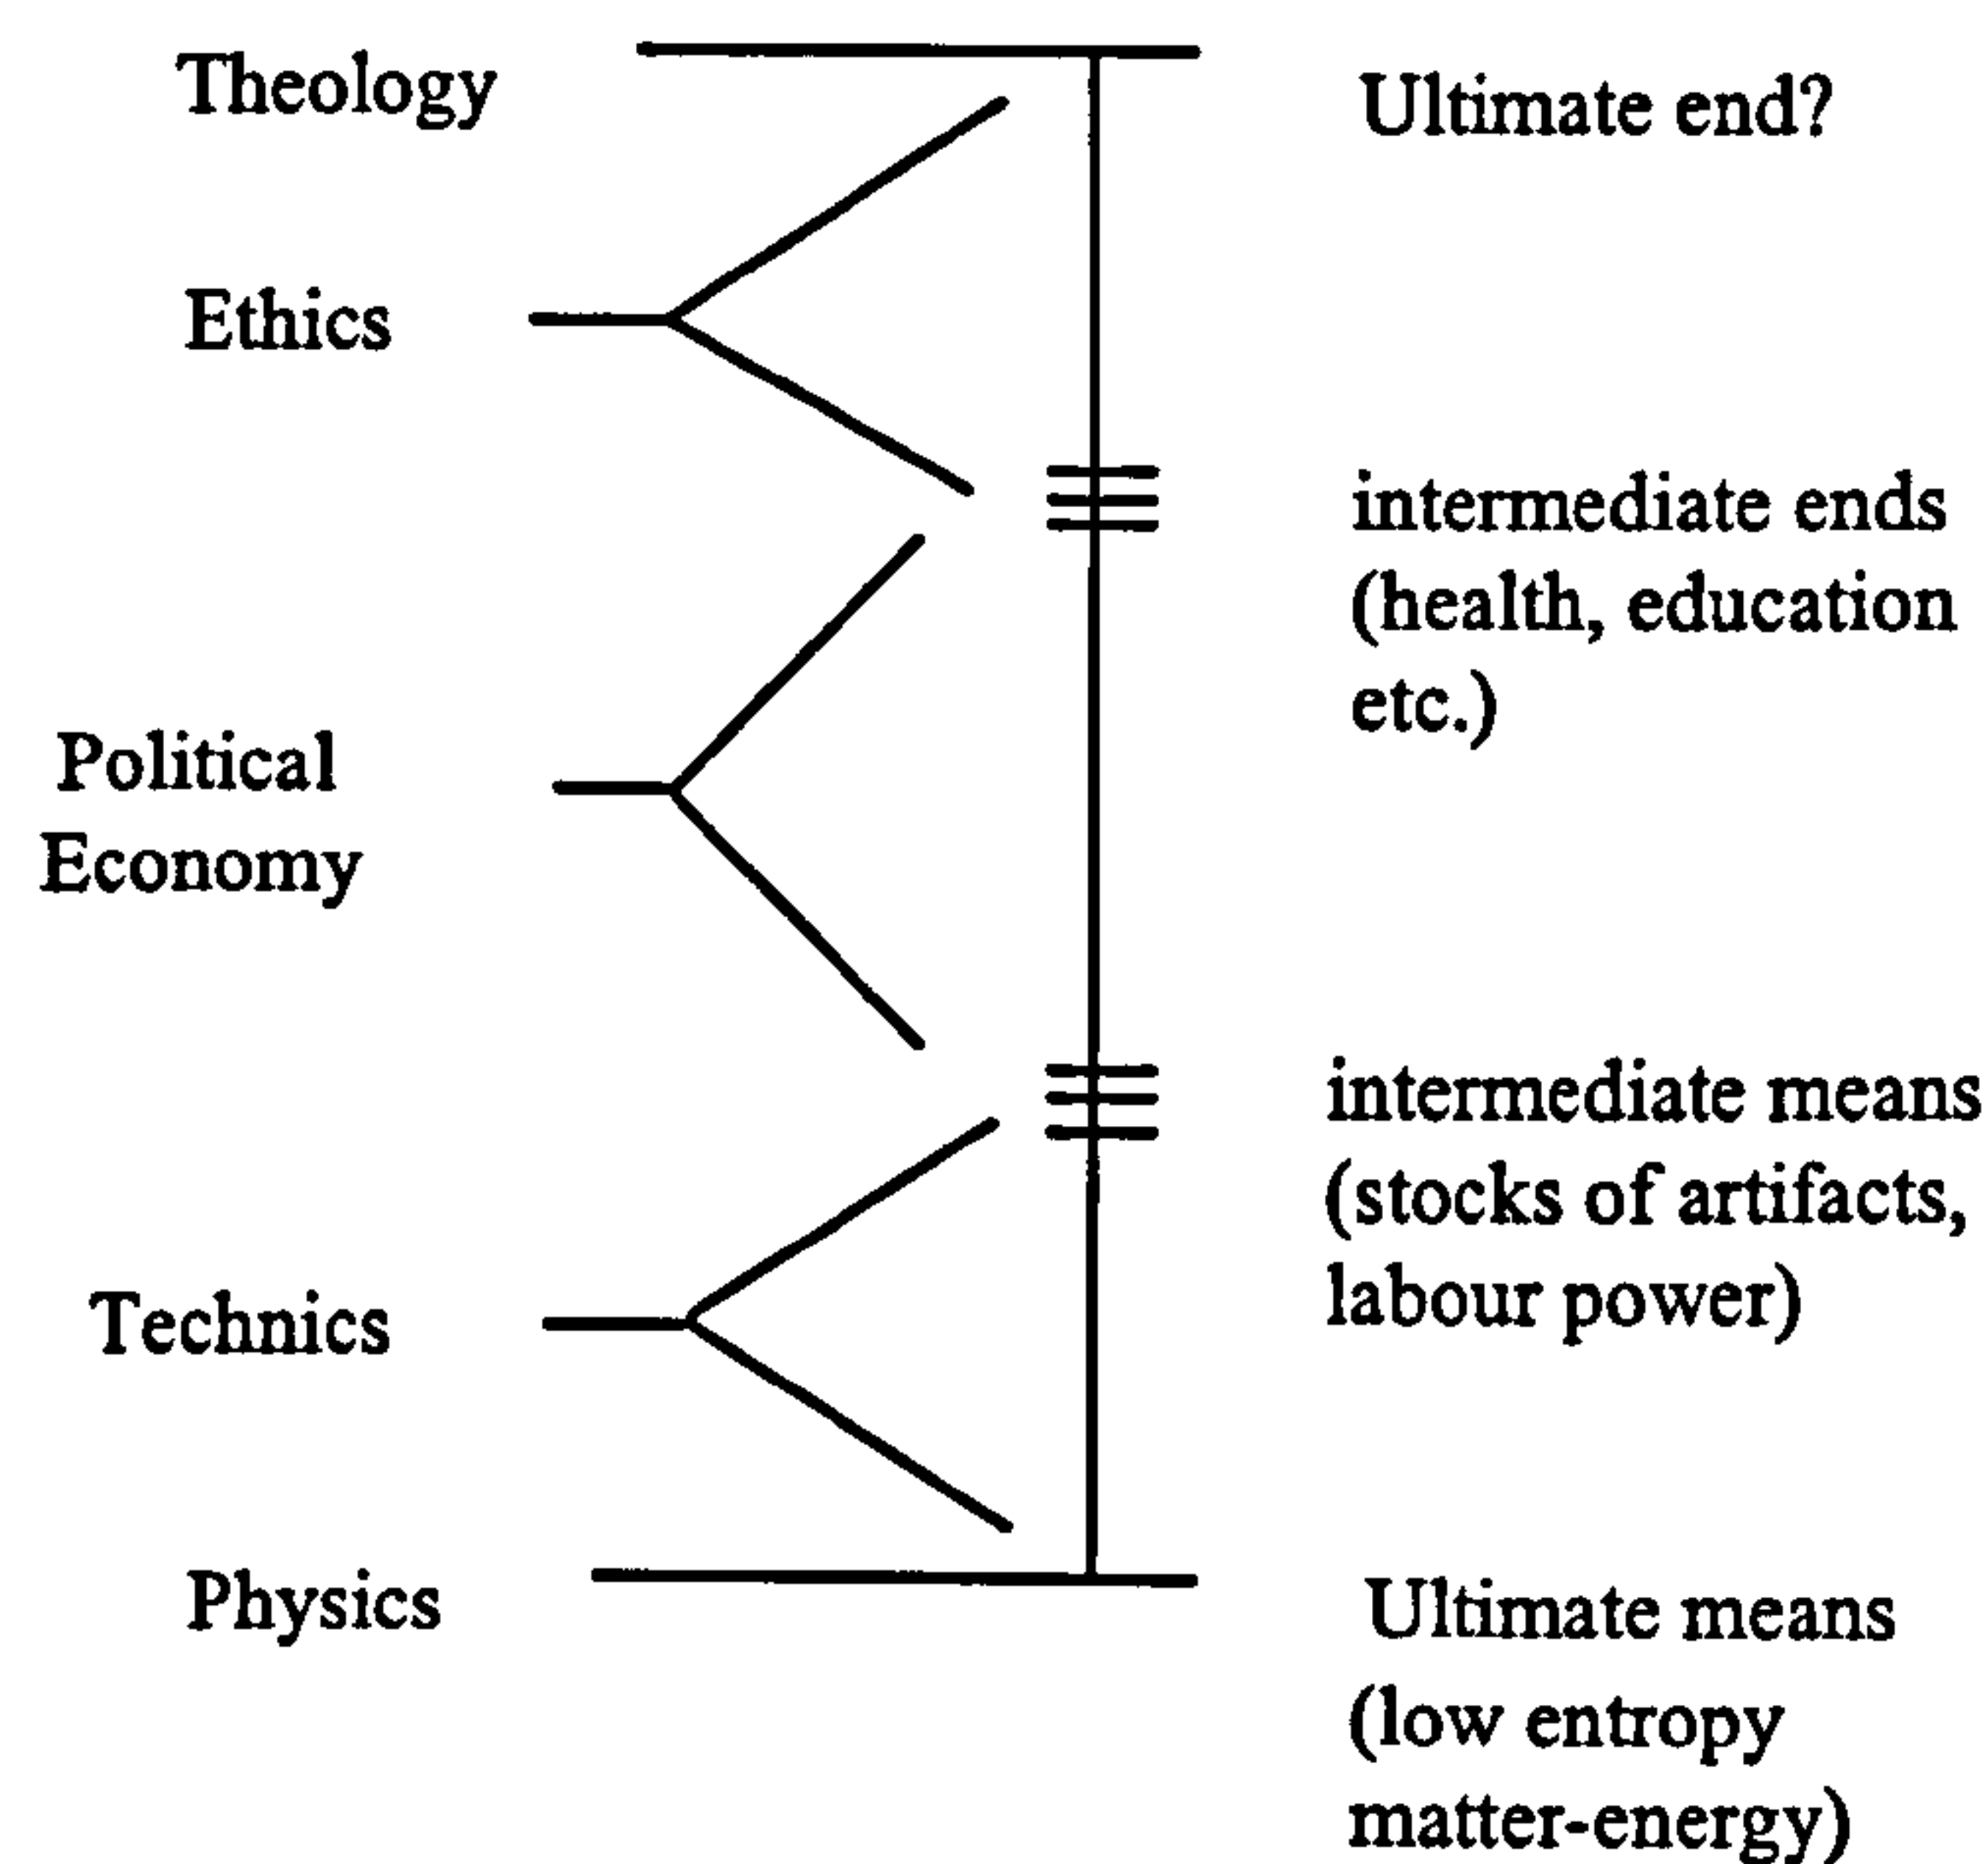 Theology
Ultimate end?
Ethics
intermediate ends
(health, education
etc.)
Political
Economy
intermediate means
(stocks of artifacts,
labour power)
Technics
Physics
Ultimate means
(low entropy
matter-energy)